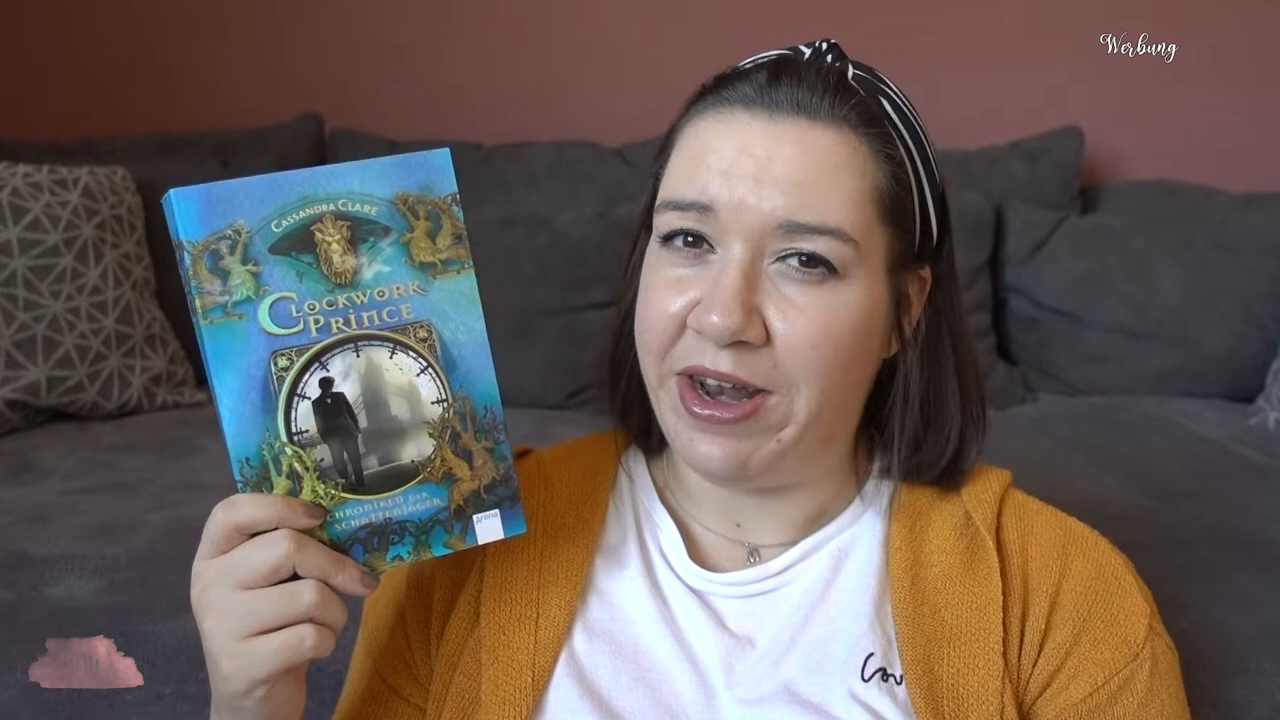 Werbung
CASSANDRA CLARE
CLOCKWORK
PRINCE
CHRONIKEN DER
SCHATTENJÄGER
Arena